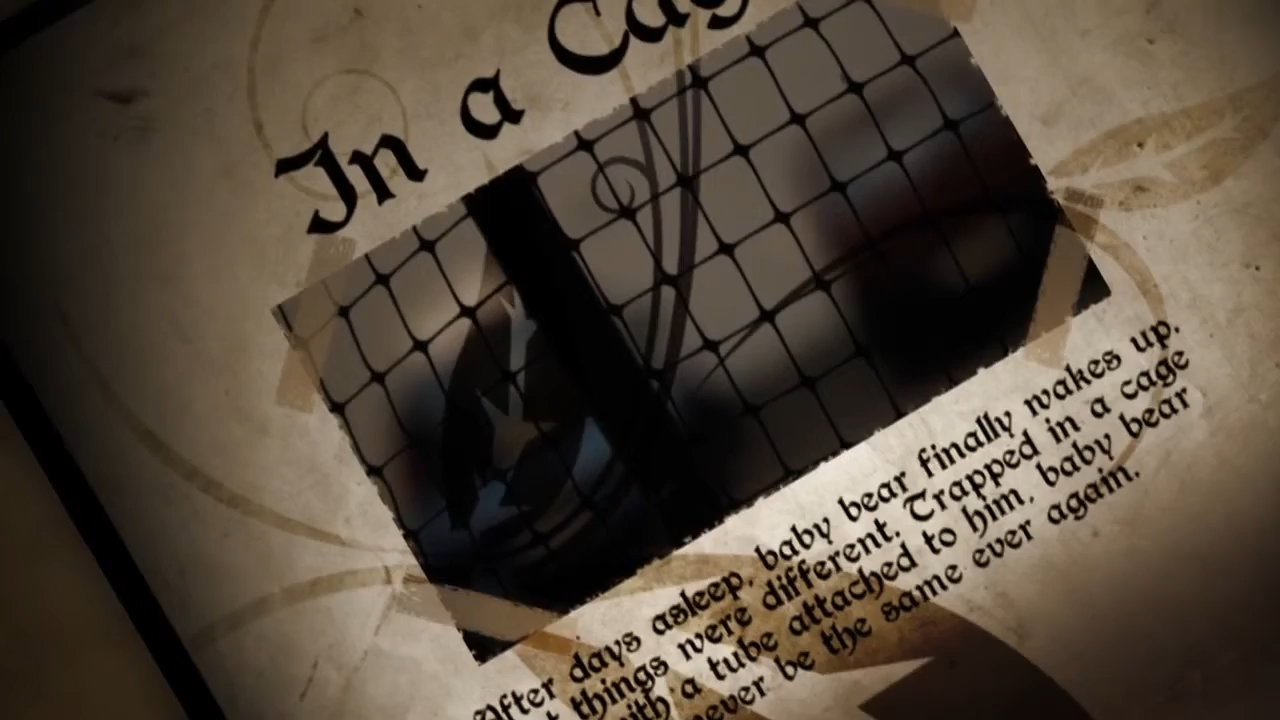 In a Cag
After days asleep, baby bear finally wakes up.
t things were different. Trapped in a cage
ith a tube attached to him, baby bear
never be the same ever again.